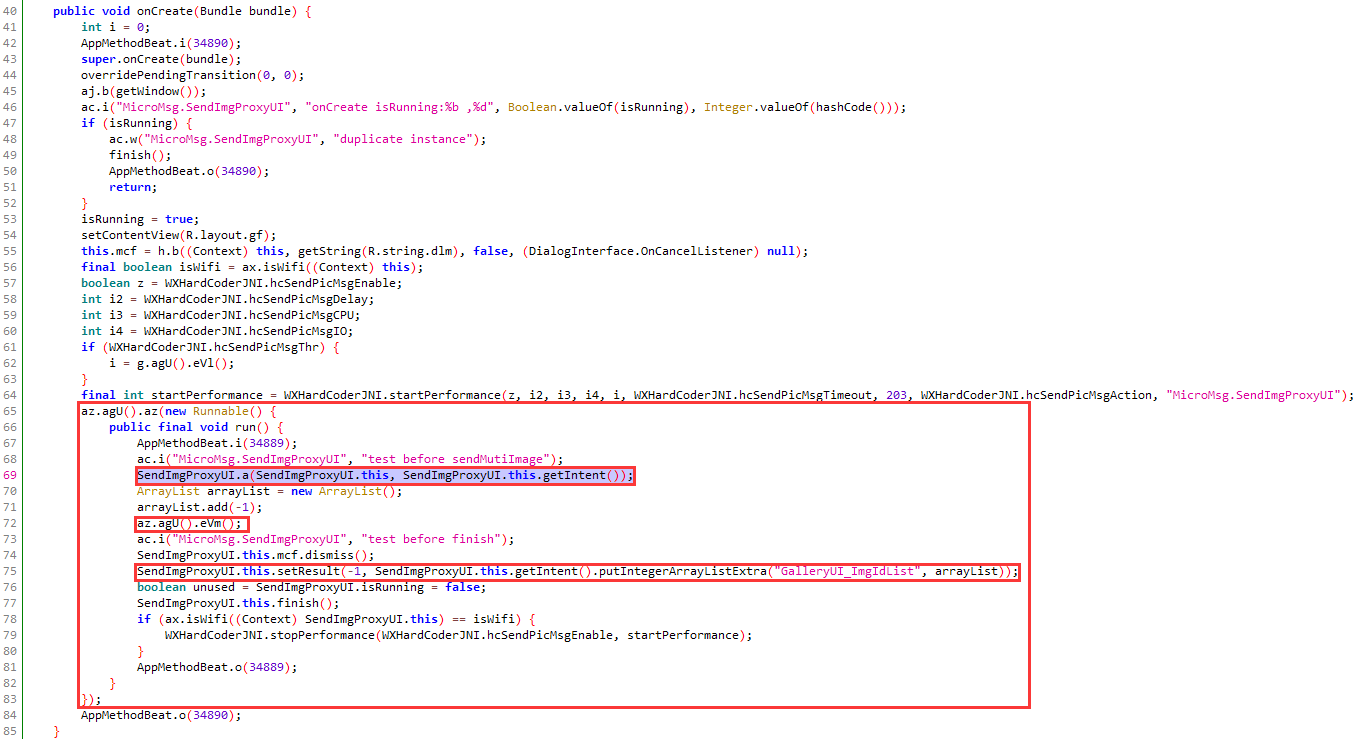 40 public void onCreate(Bundle bundle) {
41 int i = 0;
42 AppMethodBeat.i(34890);
43 super.onCreate(bundle);
44 overridePendingTransition(0, 0);
45 aj.b(getWindow());
46 ac.i("MicroMsg.SendImgProxyUI", "onCreate isRunning:%b ,%d", Boolean.valueOf(isRunning), Integer.valueOf(hashCode()));
47 if (isRunning) {
48 ac.w("MicroMsg.SendImgProxyUI", "duplicate instance");
49 finish();
50 AppMethodBeat.o(34890);
51 return;
52 }
53 isRunning = true;
54 setContentView(R.layout.gf);
55 this.mcf = h.b((Context) this, getString(R.string.dlm), false, (DialogInterface.OnCancelListener) null);
56 final boolean isWifi = ax.isWifi((Context) this);
57 boolean z = WXHardCoderJNI.hcSendPicMsgEnable;
58 int i2 = WXHardCoderJNI.hcSendPicMsgDelay;
59 int i3 = WXHardCoderJNI.hcSendPicMsgCPU;
60 int i4 = WXHardCoderJNI.hcSendPicMsgIO;
61 if (WXHardCoderJNI.hcSendPicMsgThr) {
62 i = g.agU().eVl();
63 }
64 final int startPerformance = WXHardCoderJNI.startPerformance(z, i2, i3, i4, i, WXHardCoderJNI.hcSendPicMsgTimeout, 203, WXHardCoderJNI.hcSendPicMsgAction, "MicroMsg.SendImgProxyUI");
65 az.agU().az(new Runnable() {
66 public final void run() {
67 AppMethodBeat.i(34889);
68 ac.i("MicroMsg.SendImgProxyUI", "test before sendMutiImage");
69 SendImgProxyUI.a(SendImgProxyUI.this, SendImgProxyUI.this.getIntent());
70 ArrayList arrayList = new ArrayList();
71 arrayList.add(-1);
72 az.agU().eVm();
73 ac.i("MicroMsg.SendImgProxyUI", "test before finish");
74 SendImgProxyUI.this.mcf.dismiss();
75 SendImgProxyUI.this.setResult(-1, SendImgProxyUI.this.getIntent().putIntegerArrayListExtra("GalleryUI_ImgIdList", arrayList));
76 boolean unused = SendImgProxyUI.isRunning = false;
77 SendImgProxyUI.this.finish();
78 if (ax.isWifi((Context) SendImgProxyUI.this) == isWifi) {
79 WXHardCoderJNI.stopPerformance(WXHardCoderJNI.hcSendPicMsgEnable, startPerformance);
80 }
81 AppMethodBeat.o(34889);
82 }
83 });
84 AppMethodBeat.o(34890);
85 }